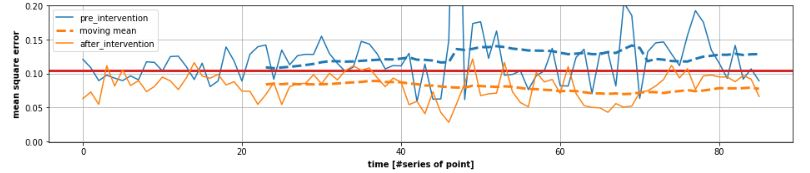 0.20
pre_intervention
moving mean
after_intervention
0.15
0.10
0.05
0.00
mean square error
0
20
40
60
80
time [#series of point]